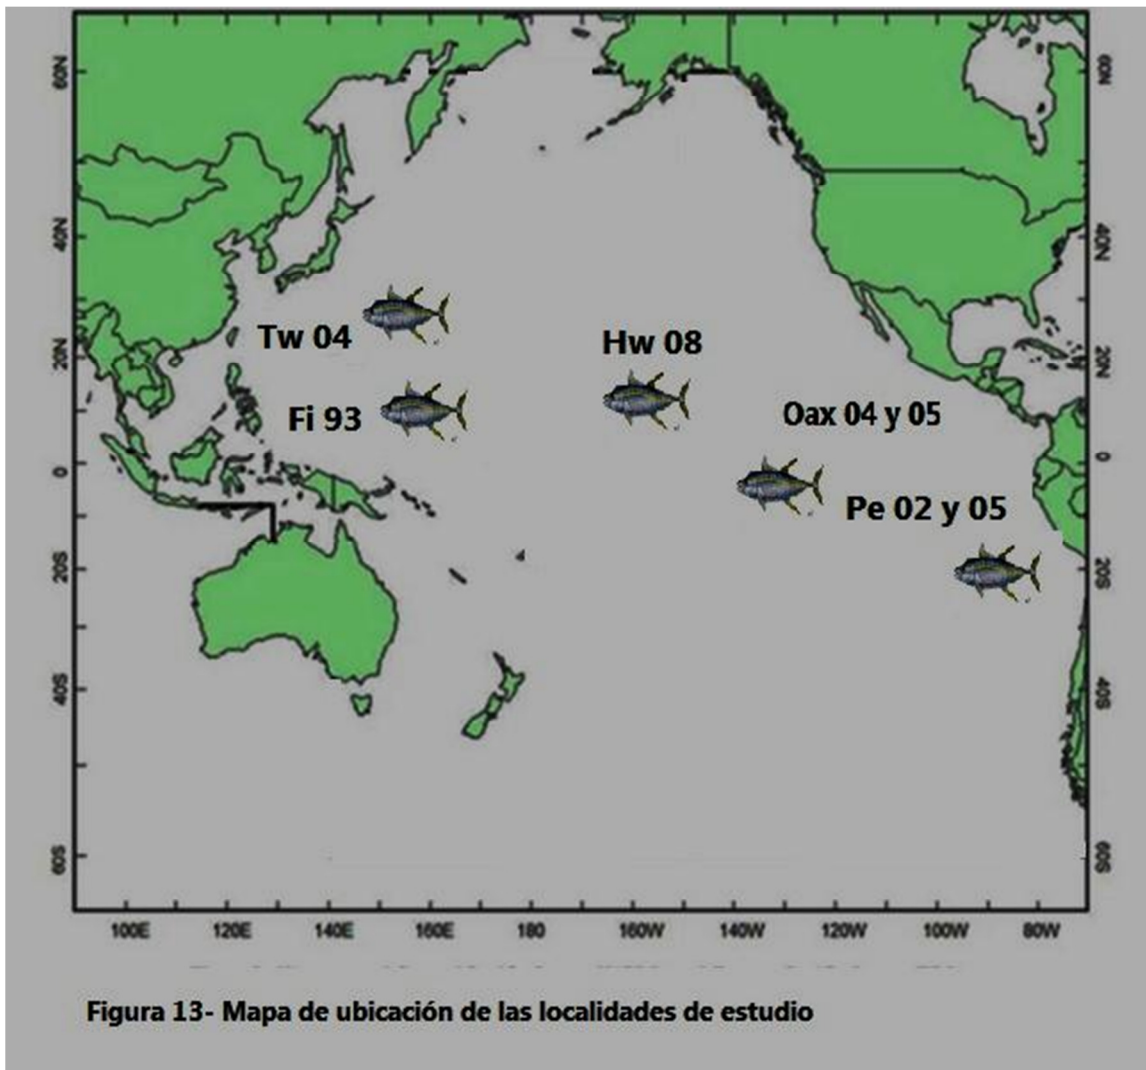 60N
40N
20N
0
20S
40S
60S
60N
40N
20N
0
20S
40S
60S
Tw 04
Hw 08
Fi 93
Oax 04 y 05
Pe 02 y 05
100E 120E 140E 160E 180 160W 140W 120W 100W 80W
Figura 13- Mapa de ubicación de las localidades de estudio